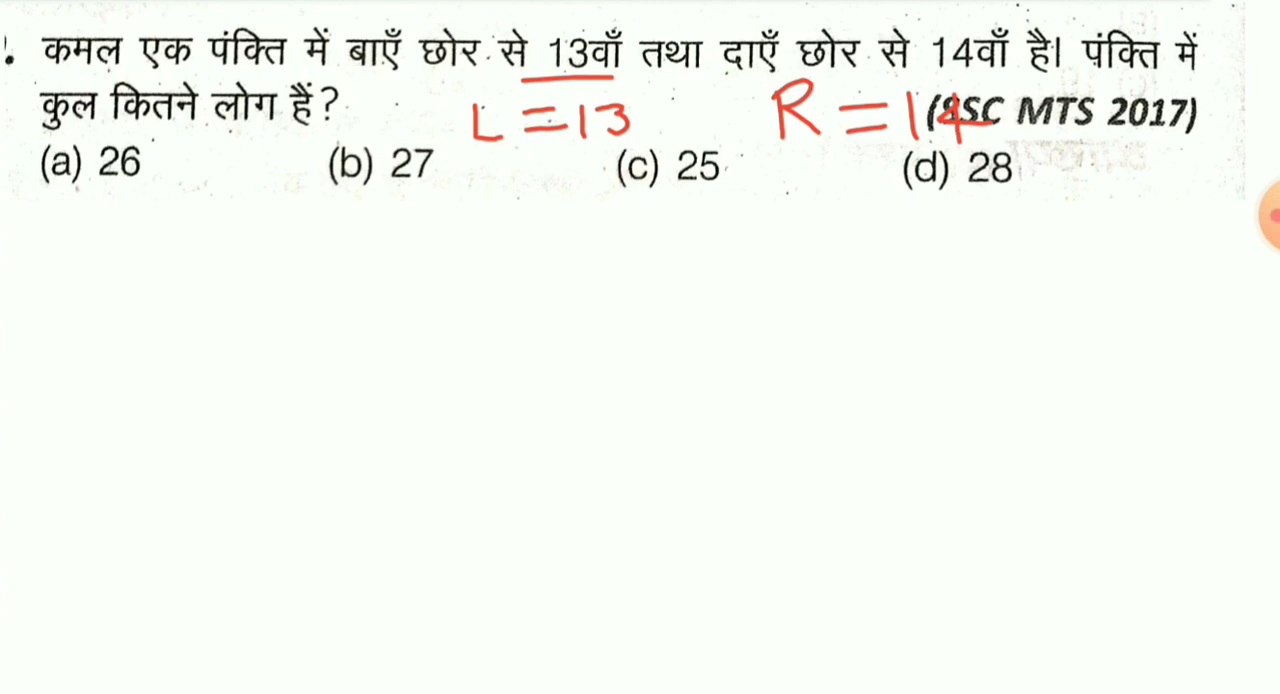 . कमल एक पंक्ति में बाएँ छोर से 13वाँ तथा दाएँ छोर से 14वाँ है। पंक्ति में
कुल कितने लोग हैं? (SSC MTS 2017)
L = 13 R = 14
(a) 26 (b) 27 (c) 25 (d) 28